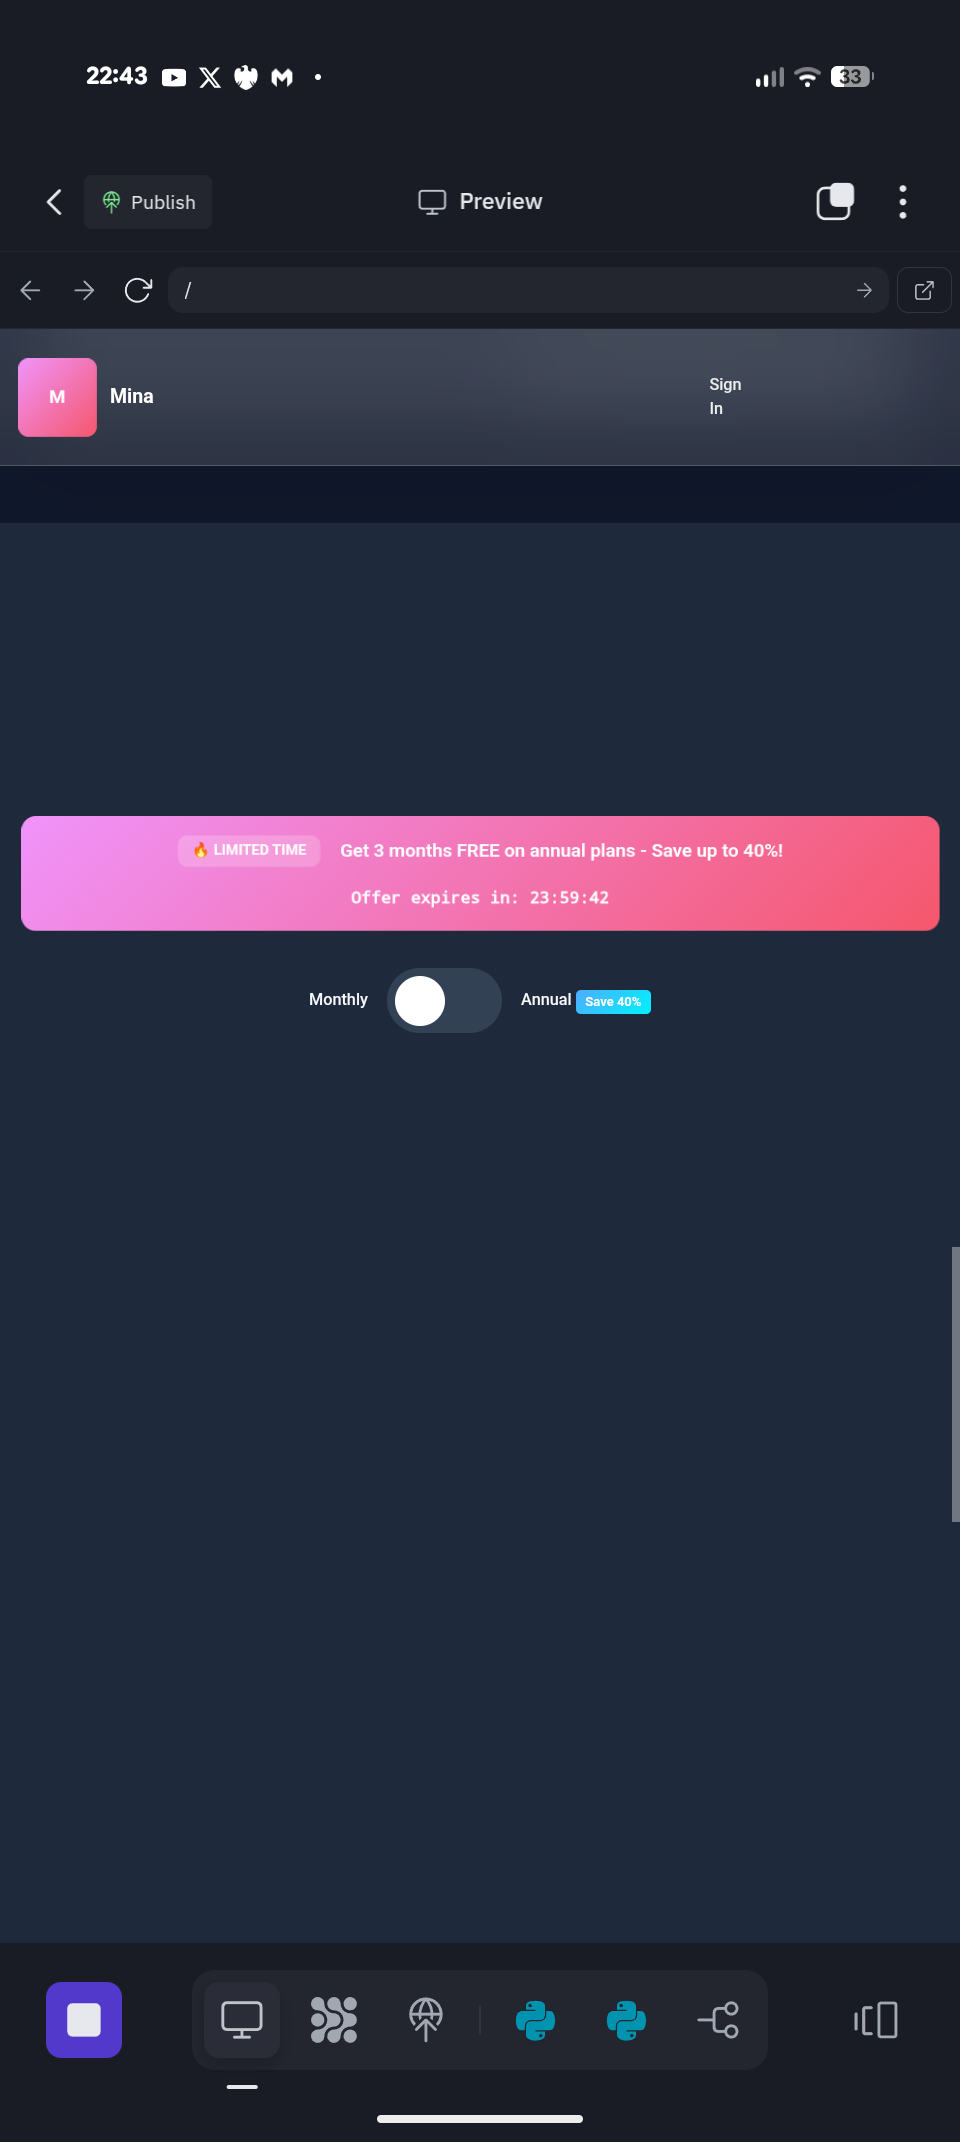 22:43
33
Publish
Preview
/
M
Mina
Sign
In
🔥 LIMITED TIME
Get 3 months FREE on annual plans - Save up to 40%!
Offer expires in: 23:59:42
Monthly
Annual
Save 40%